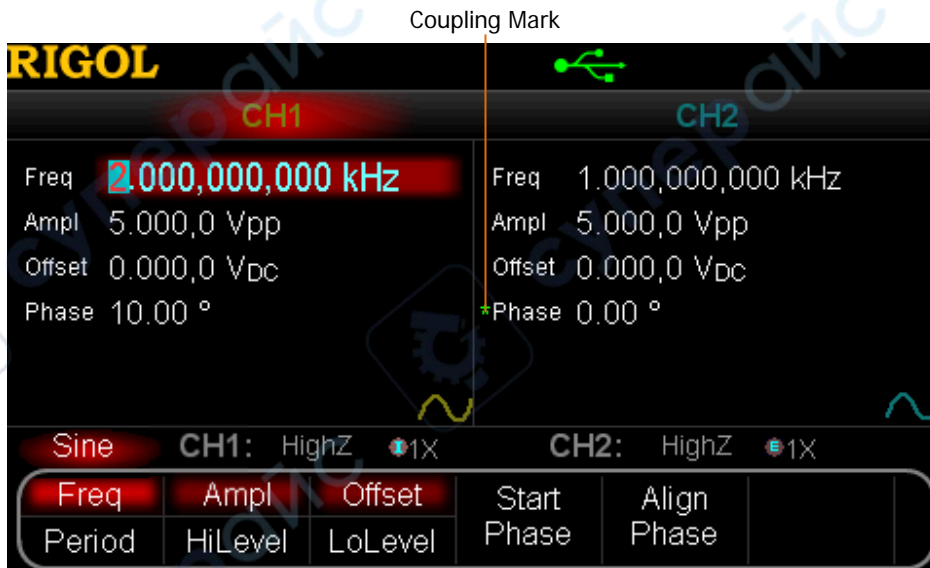 Coupling Mark
RIGOL
CH1 CH2
Freq 2.000,000,000 kHz
Ampl 5.000,0 Vpp
Offset 0.000,0 VDC
Phase 10.00 °
Freq 1.000,000,000 kHz
Ampl 5.000,0 Vpp
Offset 0.000,0 VDC
*Phase 0.00 °
Sine CH1: HighZ I 1X CH2: HighZ E 1X
Freq Ampl Offset Start Phase Align Phase
Period HiLevel LoLevel
суперайс